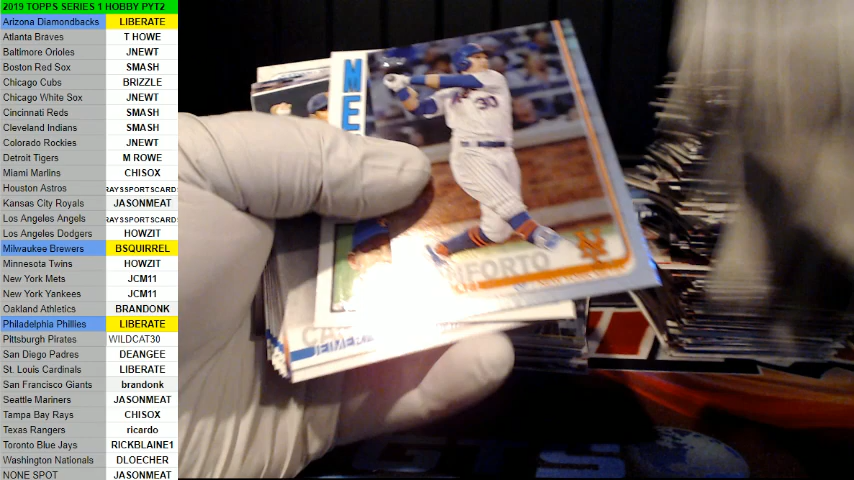 2019 TOPPS SERIES 1 HOBBY PYT2
Arizona Diamondbacks LIBERATE
Atlanta Braves T HOWE
Baltimore Orioles JNEWT
Boston Red Sox SMASH
Chicago Cubs BRIZZLE
Chicago White Sox JNEWT
Cincinnati Reds SMASH
Cleveland Indians SMASH
Colorado Rockies JNEWT
Detroit Tigers M ROWE
Miami Marlins CHISOX
Houston Astros RAYSSPORTSCARD
Kansas City Royals JASONMEAT
Los Angeles Angels RAYSSPORTSCARD
Los Angeles Dodgers HOWZIT
Milwaukee Brewers BSQUIRREL
Minnesota Twins HOWZIT
New York Mets JCM11
New York Yankees JCM11
Oakland Athletics BRANDONK
Philadelphia Phillies LIBERATE
Pittsburgh Pirates WILDCAT30
San Diego Padres DEANGEE
St. Louis Cardinals LIBERATE
San Francisco Giants brandonk
Seattle Mariners JASONMEAT
Tampa Bay Rays CHISOX
Texas Rangers ricardo
Toronto Blue Jays RICKBLAINE1
Washington Nationals DLOECHER
NONE SPOT JASONMEAT
ME
30
NFORTO